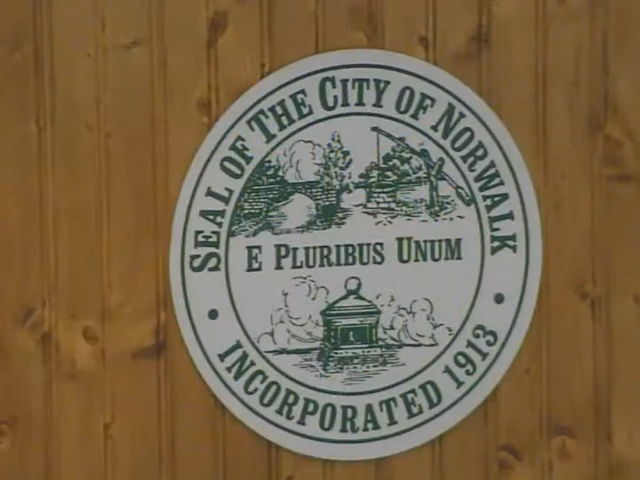 SEAL OF THE CITY OF NORWALK
E PLURIBUS UNUM
INCORPORATED 1913